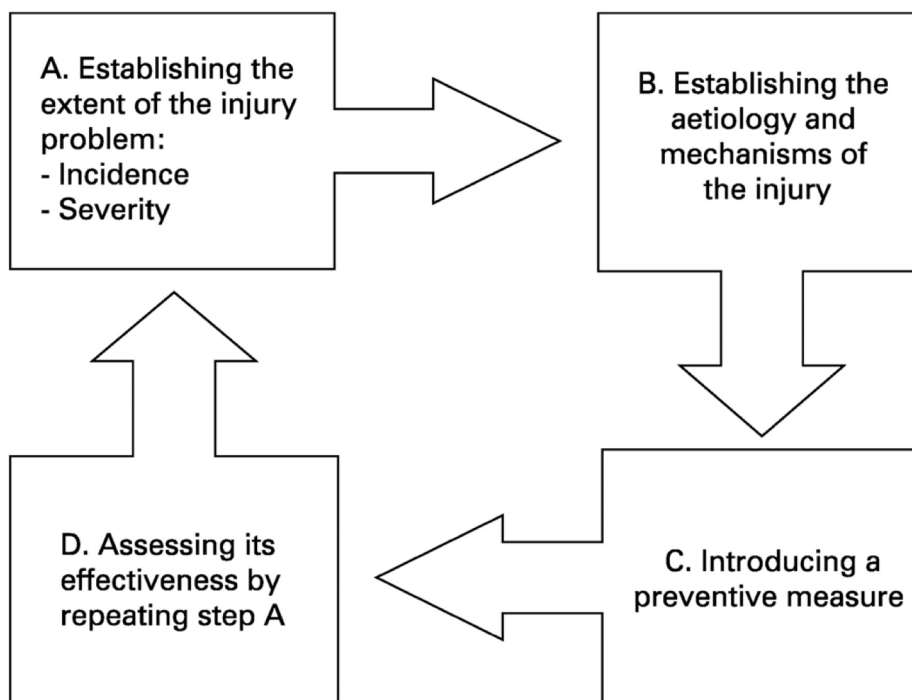 A. Establishing the
extent of the injury
problem:
- Incidence
- Severity
B. Establishing the
aetiology and
mechanisms of
the injury
C. Introducing a
preventive measure
D. Assessing its
effectiveness by
repeating step A